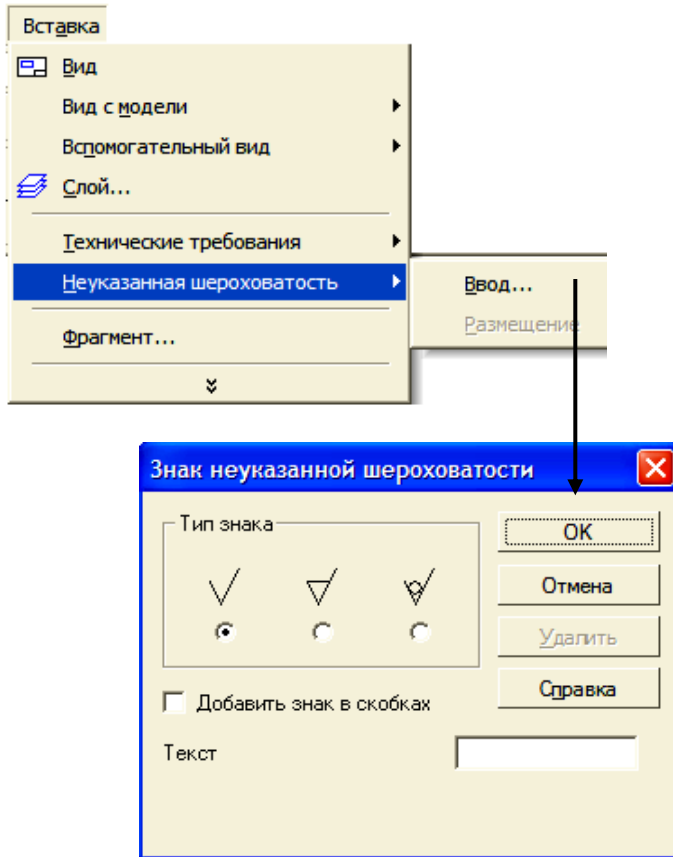 Вставка
Вид
Вид с модели
Вспомогательный вид
Слой...
Технические требования
Неуказанная шероховатость
Ввод...
Размещение
Фрагмент...
Знак неуказанной шероховатости
Тип знака
OK
Отмена
Удалить
Справка
Добавить знак в скобках
Текст